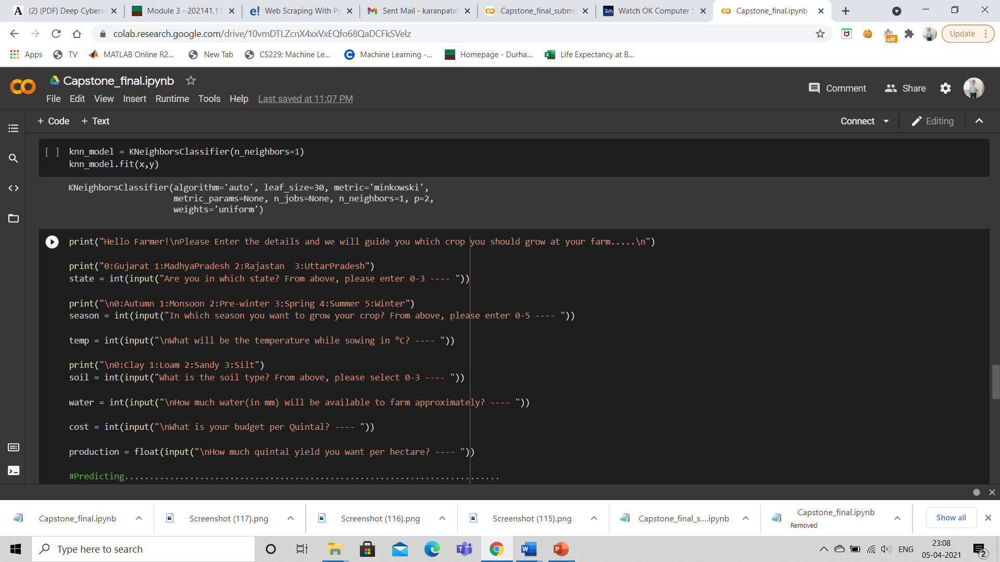 (2) (PDF) Deep Cyberse
Module 3 - 202141.11
Web Scraping With Py
Sent Mail - karanpatel
Capstone_final_submis
Watch OK Computer S
Capstone_final.ipynb -
colab.research.google.com/drive/10vmDTLZcnX4xxVxEQfo68QaDCFkSVelz
off
Update
Apps
TV
MATLAB Online R2...
New Tab
CS229: Machine Le...
Machine Learning -...
Homepage - Durha...
Life Expectancy at B...
Capstone_final.ipynb
File Edit View Insert Runtime Tools Help Last saved at 11:07 PM
Comment
Share
+ Code + Text
Connect
Editing
[ ] knn_model = KNeighborsClassifier(n_neighbors=1)
knn_model.fit(x,y)
KNeighborsClassifier(algorithm='auto', leaf_size=30, metric='minkowski',
metric_params=None, n_jobs=None, n_neighbors=1, p=2,
weights='uniform')
print("Hello Farmer!\nPlease Enter the details and we will guide you which crop you should grow at your farm.....\n")
print("0:Gujarat 1:MadhyaPradesh 2:Rajastan  3:UttarPradesh")
state = int(input("Are you in which state? From above, please enter 0-3 ---- "))
print("\n0:Autumn 1:Monsoon 2:Pre-winter 3:Spring 4:Summer 5:Winter")
season = int(input("In which season you want to grow your crop? From above, please enter 0-5 ---- "))
temp = int(input("\nWhat will be the temperature while sowing in °C? ---- "))
print("\n0:Clay 1:Loam 2:Sandy 3:Silt")
soil = int(input("What is the soil type? From above, please select 0-3 ---- "))
water = int(input("\nHow much water(in mm) will be available to farm approximately? ---- "))
cost = int(input("\nWhat is your budget per Quintal? ---- "))
production = float(input("\nHow much quintal yield you want per hectare? ---- "))
#Predicting...........................................................................
Capstone_final.ipynb
Screenshot (117).png
Screenshot (116).png
Screenshot (115).png
Capstone_final_s....ipynb
Capstone_final.ipynb
Removed
Show all
Type here to search
ENG
23:08
05-04-2021
2